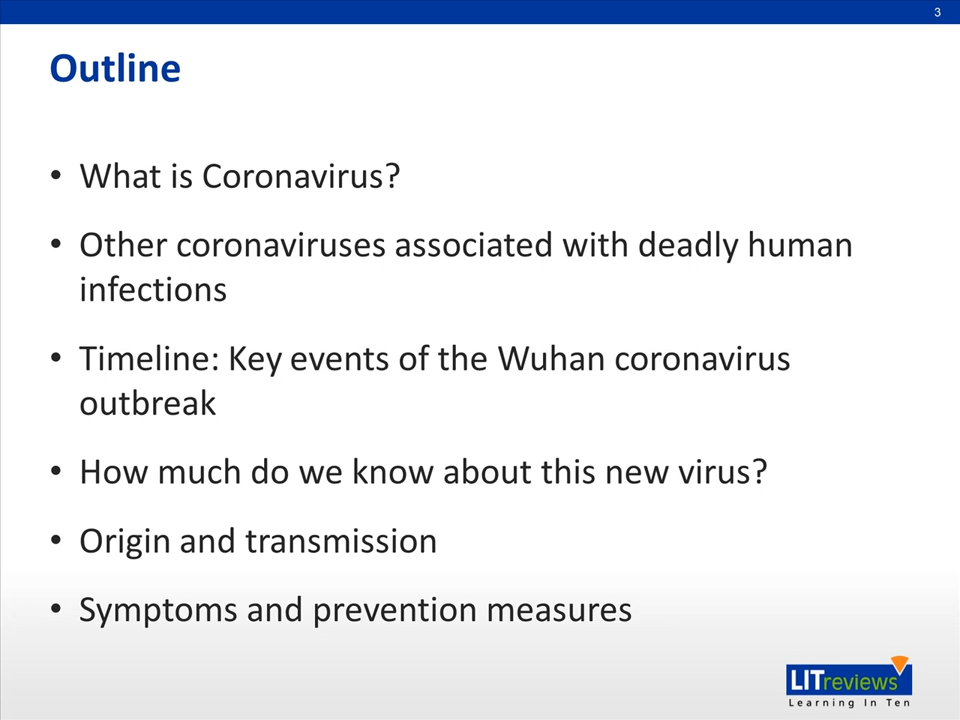 3
Outline
• What is Coronavirus?
• Other coronaviruses associated with deadly human
infections
• Timeline: Key events of the Wuhan coronavirus
outbreak
• How much do we know about this new virus?
• Origin and transmission
• Symptoms and prevention measures
LITreviews
Learning In Ten